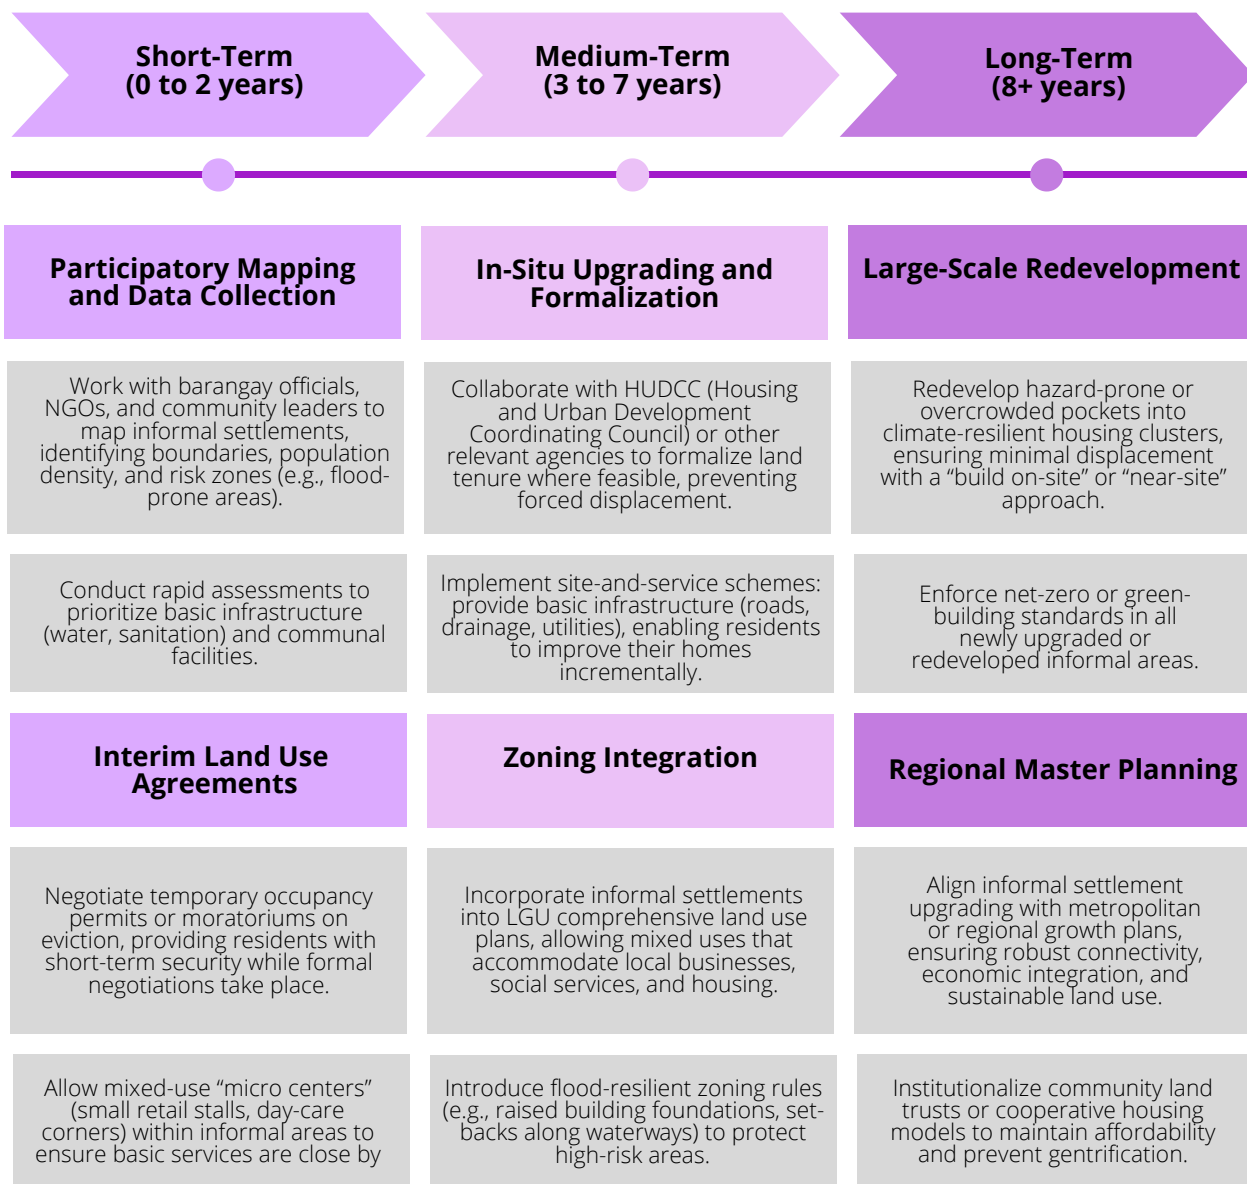 Short-Term
(0 to 2 years)
Medium-Term
(3 to 7 years)
Long-Term
(8+ years)
Participatory Mapping
and Data Collection
In-Situ Upgrading and
Formalization
Large-Scale Redevelopment
Work with barangay officials,
NGOs, and community leaders to
map informal settlements,
identifying boundaries, population
density, and risk zones (e.g., flood-
prone areas).
Collaborate with HUDCC (Housing
and Urban Development
Coordinating Council) or other
relevant agencies to formalize land
tenure where feasible, preventing
forced displacement.
Redevelop hazard-prone or
overcrowded pockets into
climate-resilient housing clusters,
ensuring minimal displacement
with a “build on-site” or “near-site”
approach.
Conduct rapid assessments to
prioritize basic infrastructure
(water, sanitation) and communal
facilities.
Implement site-and-service schemes:
provide basic infrastructure (roads,
drainage, utilities), enabling residents
to improve their homes
incrementally.
Enforce net-zero or green-
building standards in all
newly upgraded or
redeveloped informal areas.
Interim Land Use
Agreements
Zoning Integration
Regional Master Planning
Negotiate temporary occupancy
permits or moratoriums on
eviction, providing residents with
short-term security while formal
negotiations take place.
Incorporate informal settlements
into LGU comprehensive land use
plans, allowing mixed uses that
accommodate local businesses,
social services, and housing.
Align informal settlement
upgrading with metropolitan
or regional growth plans,
ensuring robust connectivity,
economic integration, and
sustainable land use.
Allow mixed-use “micro centers”
(small retail stalls, day-care
corners) within informal areas to
ensure basic services are close by
Introduce flood-resilient zoning rules
(e.g., raised building foundations, set-
backs along waterways) to protect
high-risk areas.
Institutionalize community land
trusts or cooperative housing
models to maintain affordability
and prevent gentrification.